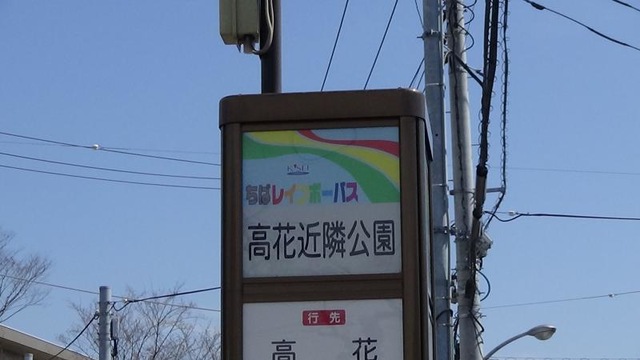 ちばレインボーバス
高花近隣公園
行先
高花